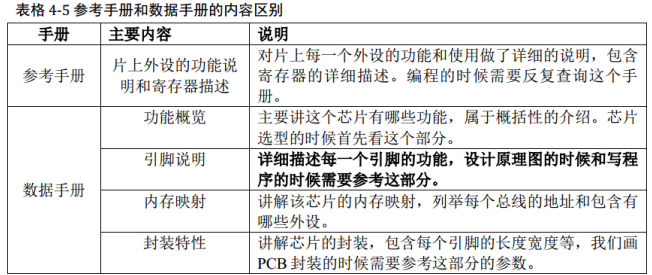 表格 4-5 参考手册和数据手册的内容区别
手册 主要内容 说明
参考手册
片上外设的功能说
明和寄存器描述
对片上每一个外设的功能和使用做了详细的说明，包含
寄存器的详细描述。编程的时候需要反复查询这个手
册。
数据手册
功能概览
主要讲这个芯片有哪些功能，属于概括性的介绍。芯片
选型的时候首先看这个部分。
引脚说明
详细描述每一个引脚的功能，设计原理图的时候和写程
序的时候需要参考这部分。
内存映射
讲解该芯片的内存映射，列举每个总线的地址和包含有
哪些外设。
封装特性
讲解芯片的封装，包含每个引脚的长度宽度等，我们画
PCB 封装的时候需要参考这部分的参数。